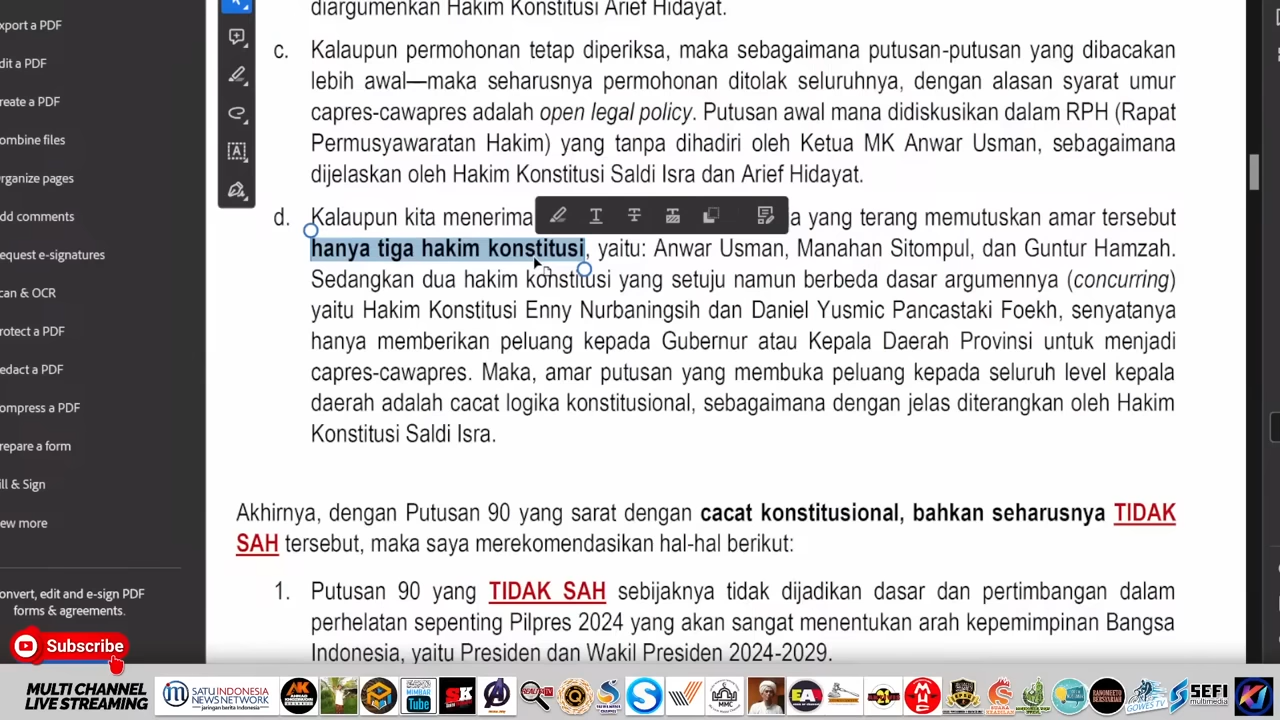 xport a PDF
dit a PDF
reate a PDF
ombine files
rganize pages
dd comments
equest e-signatures
can & OCR
rotect a PDF
edact a PDF
ompress a PDF
repare a form
ill & Sign
iew more
onvert, edit and e-sign PDF
forms & agreements.
diargumenkan Hakim Konstitusi Arief Hidayat.
c. Kalaupun permohonan tetap diperiksa, maka sebagaimana putusan-putusan yang dibacakan
lebih awal—maka seharusnya permohonan ditolak seluruhnya, dengan alasan syarat umur
capres-cawapres adalah open legal policy. Putusan awal mana didiskusikan dalam RPH (Rapat
Permusyawaratan Hakim) yang tanpa dihadiri oleh Ketua MK Anwar Usman, sebagaimana
dijelaskan oleh Hakim Konstitusi Saldi Isra dan Arief Hidayat.
d. Kalaupun kita menerima a yang terang memutuskan amar tersebut
hanya tiga hakim konstitusi, yaitu: Anwar Usman, Manahan Sitompul, dan Guntur Hamzah.
Sedangkan dua hakim konstitusi yang setuju namun berbeda dasar argumennya (concurring)
yaitu Hakim Konstitusi Enny Nurbaningsih dan Daniel Yusmic Pancastaki Foekh, senyatanya
hanya memberikan peluang kepada Gubernur atau Kepala Daerah Provinsi untuk menjadi
capres-cawapres. Maka, amar putusan yang membuka peluang kepada seluruh level kepala
daerah adalah cacat logika konstitusional, sebagaimana dengan jelas diterangkan oleh Hakim
Konstitusi Saldi Isra.
Akhirnya, dengan Putusan 90 yang sarat dengan cacat konstitusional, bahkan seharusnya TIDAK
SAH tersebut, maka saya merekomendasikan hal-hal berikut:
1. Putusan 90 yang TIDAK SAH sebijaknya tidak dijadikan dasar dan pertimbangan dalam
perhelatan sepenting Pilpres 2024 yang akan sangat menentukan arah kepemimpinan Bangsa
Indonesia, yaitu Presiden dan Wakil Presiden 2024-2029.
Subscribe
MULTI CHANNEL
LIVE STREAMING
SATU INDONESIA
NEWS NETWORK
jaringan berita indonesia
MIMBAR
Tube
SK
MMC
EA
SEFI